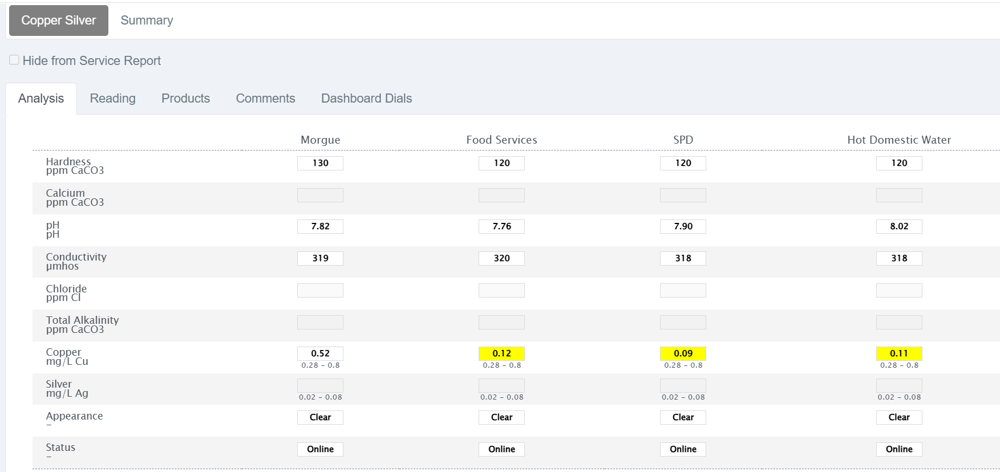 Copper Silver Summary
Hide from Service Report
Analysis Reading Products Comments Dashboard Dials
Morgue Food Services SPD Hot Domestic Water
Hardness
ppm CaCO3 130 120 120 120
Calcium
ppm CaCO3
pH
pH 7.82 7.76 7.90 8.02
Conductivity
µmhos 319 320 318 318
Chloride
ppm Cl
Total Alkalinity
ppm CaCO3
Copper 0.52 0.12 0.09 0.11
mg/L Cu 0.28 – 0.8 0.28 – 0.8 0.28 – 0.8 0.28 – 0.8
Silver
mg/L Ag 0.02 – 0.08 0.02 – 0.08 0.02 – 0.08 0.02 – 0.08
Appearance Clear Clear Clear Clear
–
Status Online Online Online Online
–